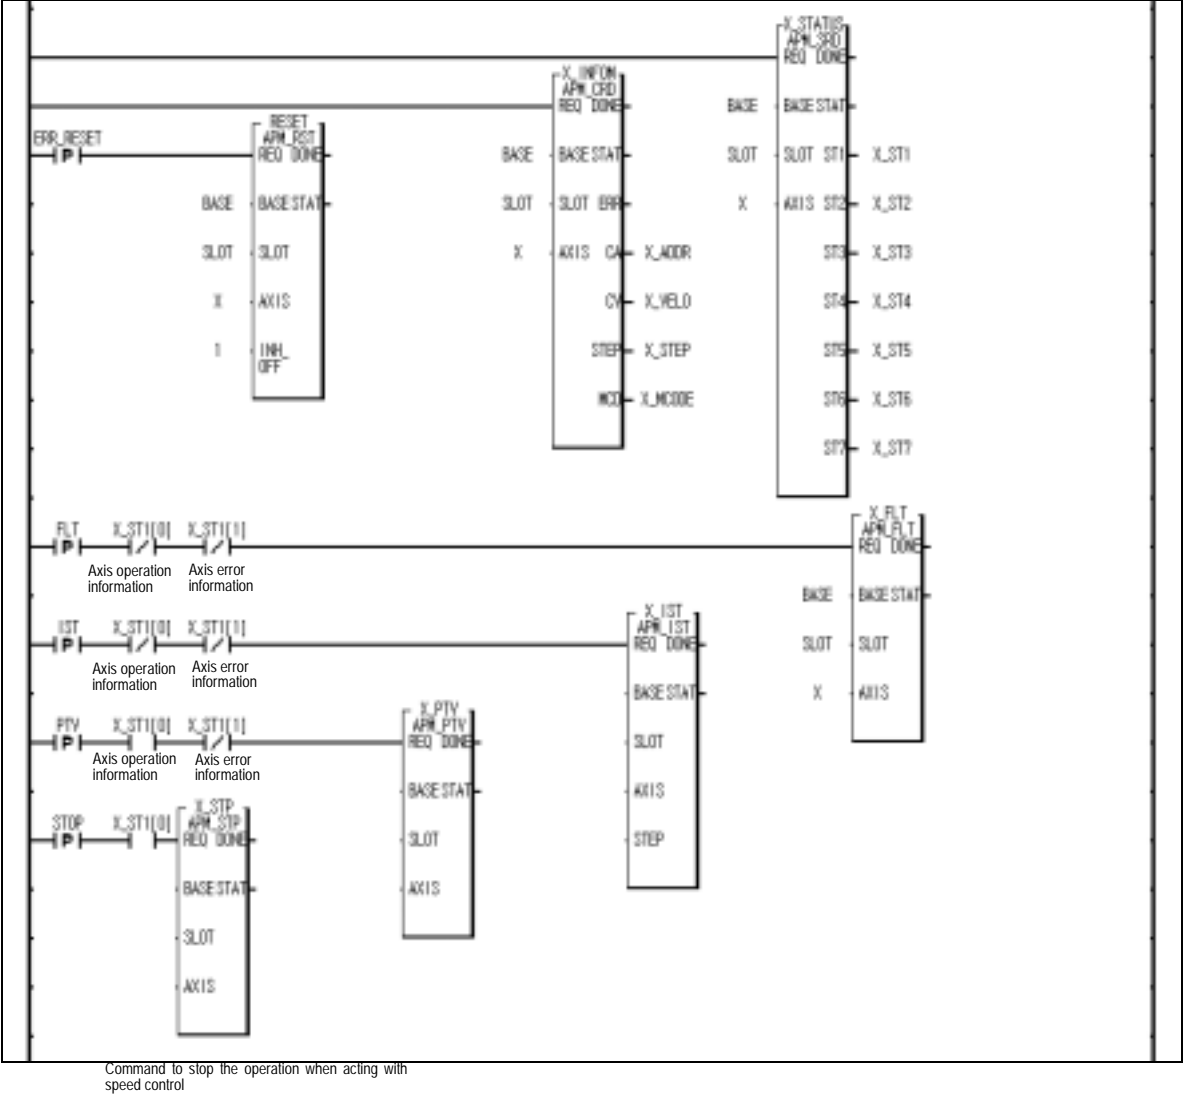 X_STATUS
APM_SRD
REQ DONE
X_INFOM
APM_CRD
REQ DONE
BASE BASE STAT
RESET
ERR_RESET
APM_RST
REQ DONE
BASE BASE STAT
SLOT SLOT ST1 X_ST1
BASE BASE STAT
SLOT SLOT ERR
X AXIS ST2 X_ST2
SLOT SLOT
X AXIS CA X_ADDR
ST3 X_ST3
X AXIS
CV X_VELO
ST4 X_ST4
1 INH_
OFF
STEP X_STEP
ST5 X_ST5
MCD X_MCODE
ST6 X_ST6
ST7 X_ST7
X_FLT
APM_FLT
FLT X_ST1[0] X_ST1[1]
P
REQ DONE
Axis operation
information
Axis error
information
BASE BASE STAT
X_IST
APM_IST
IST X_ST1[0] X_ST1[1]
P
REQ DONE
SLOT SLOT
Axis operation
information
Axis error
information
BASE STAT
X AXIS
X_PTV
APM_PTV
PTV X_ST1[0] X_ST1[1]
P
REQ DONE
SLOT
Axis operation
information
Axis error
information
BASE STAT
AXIS
X_STP
APM_STP
STOP X_ST1[0]
P
REQ DONE
SLOT
STEP
BASE STAT
AXIS
SLOT
AXIS
Command to stop the operation when acting with
speed control